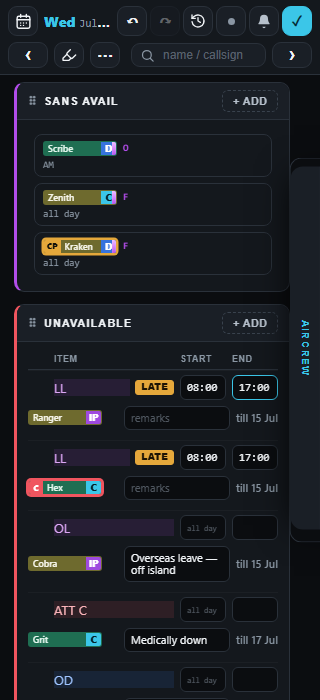 Wed Jul...
name / callsign
SANS AVAIL + ADD
Scribe D O
AM
Zenith C F
all day
CP Kraken D F
all day
UNAVAILABLE + ADD
ITEM START END
LL LATE 08:00 17:00
Ranger IP remarks till 15 Jul
LL LATE 08:00 17:00
c Hex C remarks till 15 Jul
OL all day
Cobra IP Overseas leave — off island till 15 Jul
ATT C all day
Grit C Medically down till 17 Jul
OD all day
AIRCREW